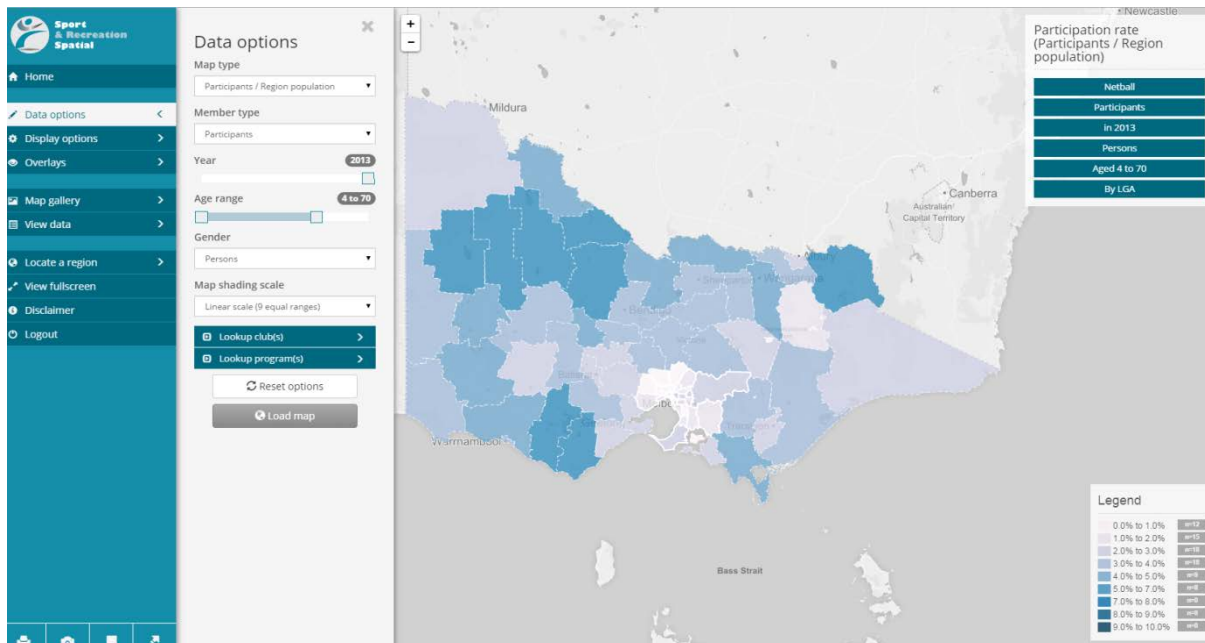 Sport
& Recreation
Spatial
Home
Data options
Display options
Overlays
Map gallery
View data
Locate a region
View fullscreen
Disclaimer
Logout
Data options
Map type
Participants / Region population
Member type
Participants
Year
2013
Age range
4 to 70
Gender
Persons
Map shading scale
Linear scale (9 equal ranges)
Lookup club(s)
Lookup program(s)
Reset options
Load map
+
−
Newcastle
Mildura
Canberra
Australian
Capital Territory
Albury
Warrnambool
Bass Strait
Participation rate
(Participants / Region
population)
Netball
Participants
in 2013
Persons
Aged 4 to 70
By LGA
Legend
0.0% to 1.0%
1.0% to 2.0%
2.0% to 3.0%
3.0% to 4.0%
4.0% to 5.0%
5.0% to 7.0%
7.0% to 8.0%
8.0% to 9.0%
9.0% to 10.0%